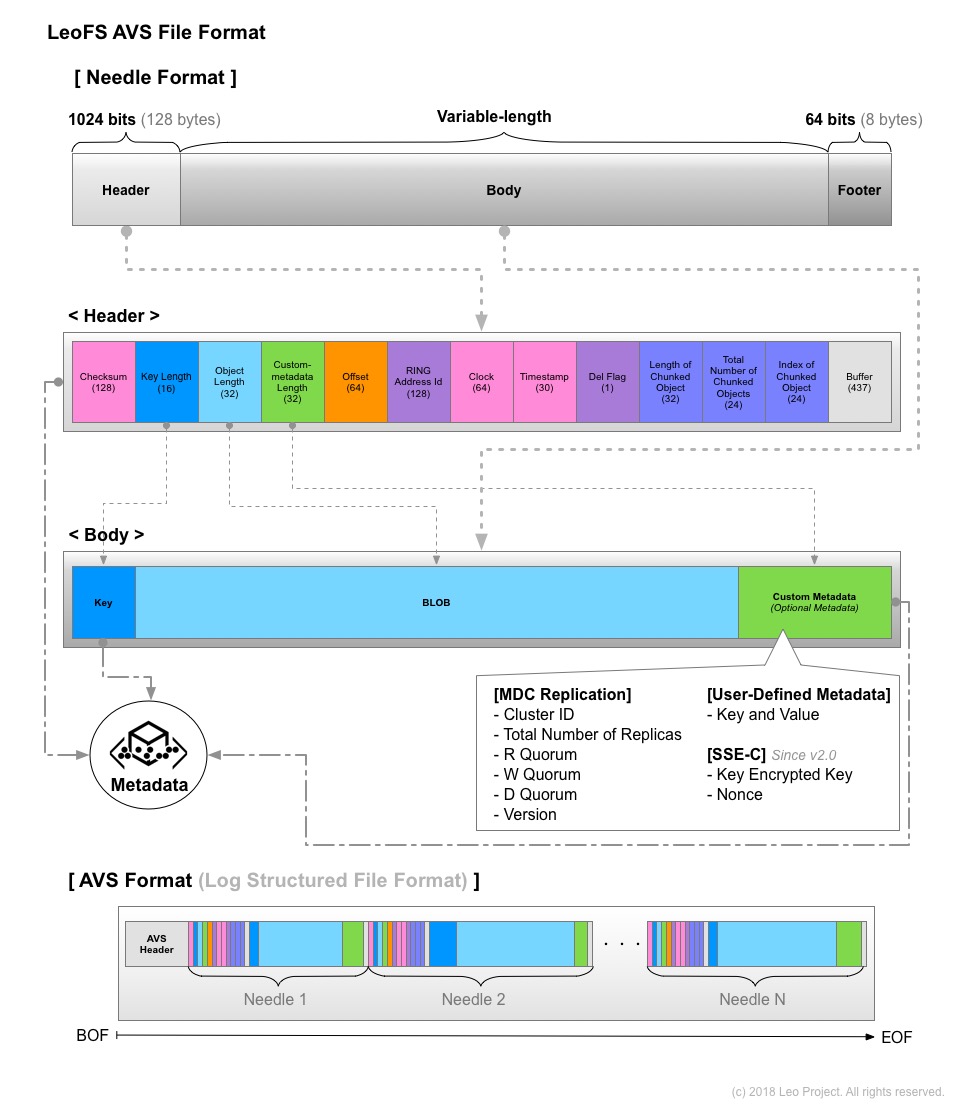 LeoFS AVS File Format
[ Needle Format ]
1024 bits (128 bytes)
Variable-length
64 bits (8 bytes)
Header
Body
Footer
< Header >
Checksum
(128)
Key Length
(16)
Object
Length
(32)
Custom-
metadata
Length
(32)
Offset
(64)
RING
Address Id
(128)
Clock
(64)
Timestamp
(30)
Del Flag
(1)
Length of
Chunked
Object
(32)
Total
Number of
Chunked
Objects
(24)
Index of
Chunked
Object
(24)
Buffer
(437)
< Body >
Key
BLOB
Custom Metadata
(Optional Metadata)
[MDC Replication]
- Cluster ID
- Total Number of Replicas
- R Quorum
- W Quorum
- D Quorum
- Version
[User-Defined Metadata]
- Key and Value
[SSE-C] Since v2.0
- Key Encrypted Key
- Nonce
Metadata
[ AVS Format (Log Structured File Format) ]
AVS
Header
. . . .
Needle 1
Needle 2
Needle N
BOF
EOF
(c) 2018 Leo Project. All rights reserved.